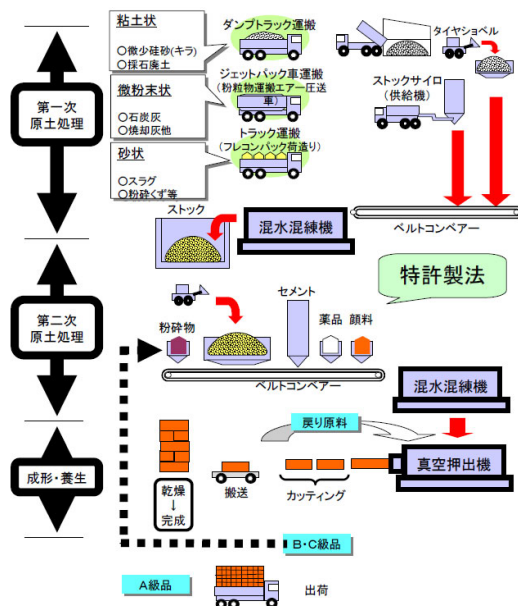 粘土状
○微少硅砂(キラ)
○採石廃土
ダンプトラック運搬
タイヤショベル
第一次
原土処理
微粉末状
○石炭灰
○焼却灰他
ジェットパック車運搬
(粉粒物運搬エアー圧送
車)
ストックサイロ
(供給機)
砂状
○スラグ
○粉砕くず等
トラック運搬
(フレコンパック荷造り)
ストック
混水混練機
ベルトコンベアー
特許製法
第二次
原土処理
粉砕物
セメント
薬品
顔料
ベルトコンベアー
混水混練機
戻り原料
成形・養生
真空押出機
乾燥
↓
完成
搬送
カッティング
B・C級品
A級品
出荷